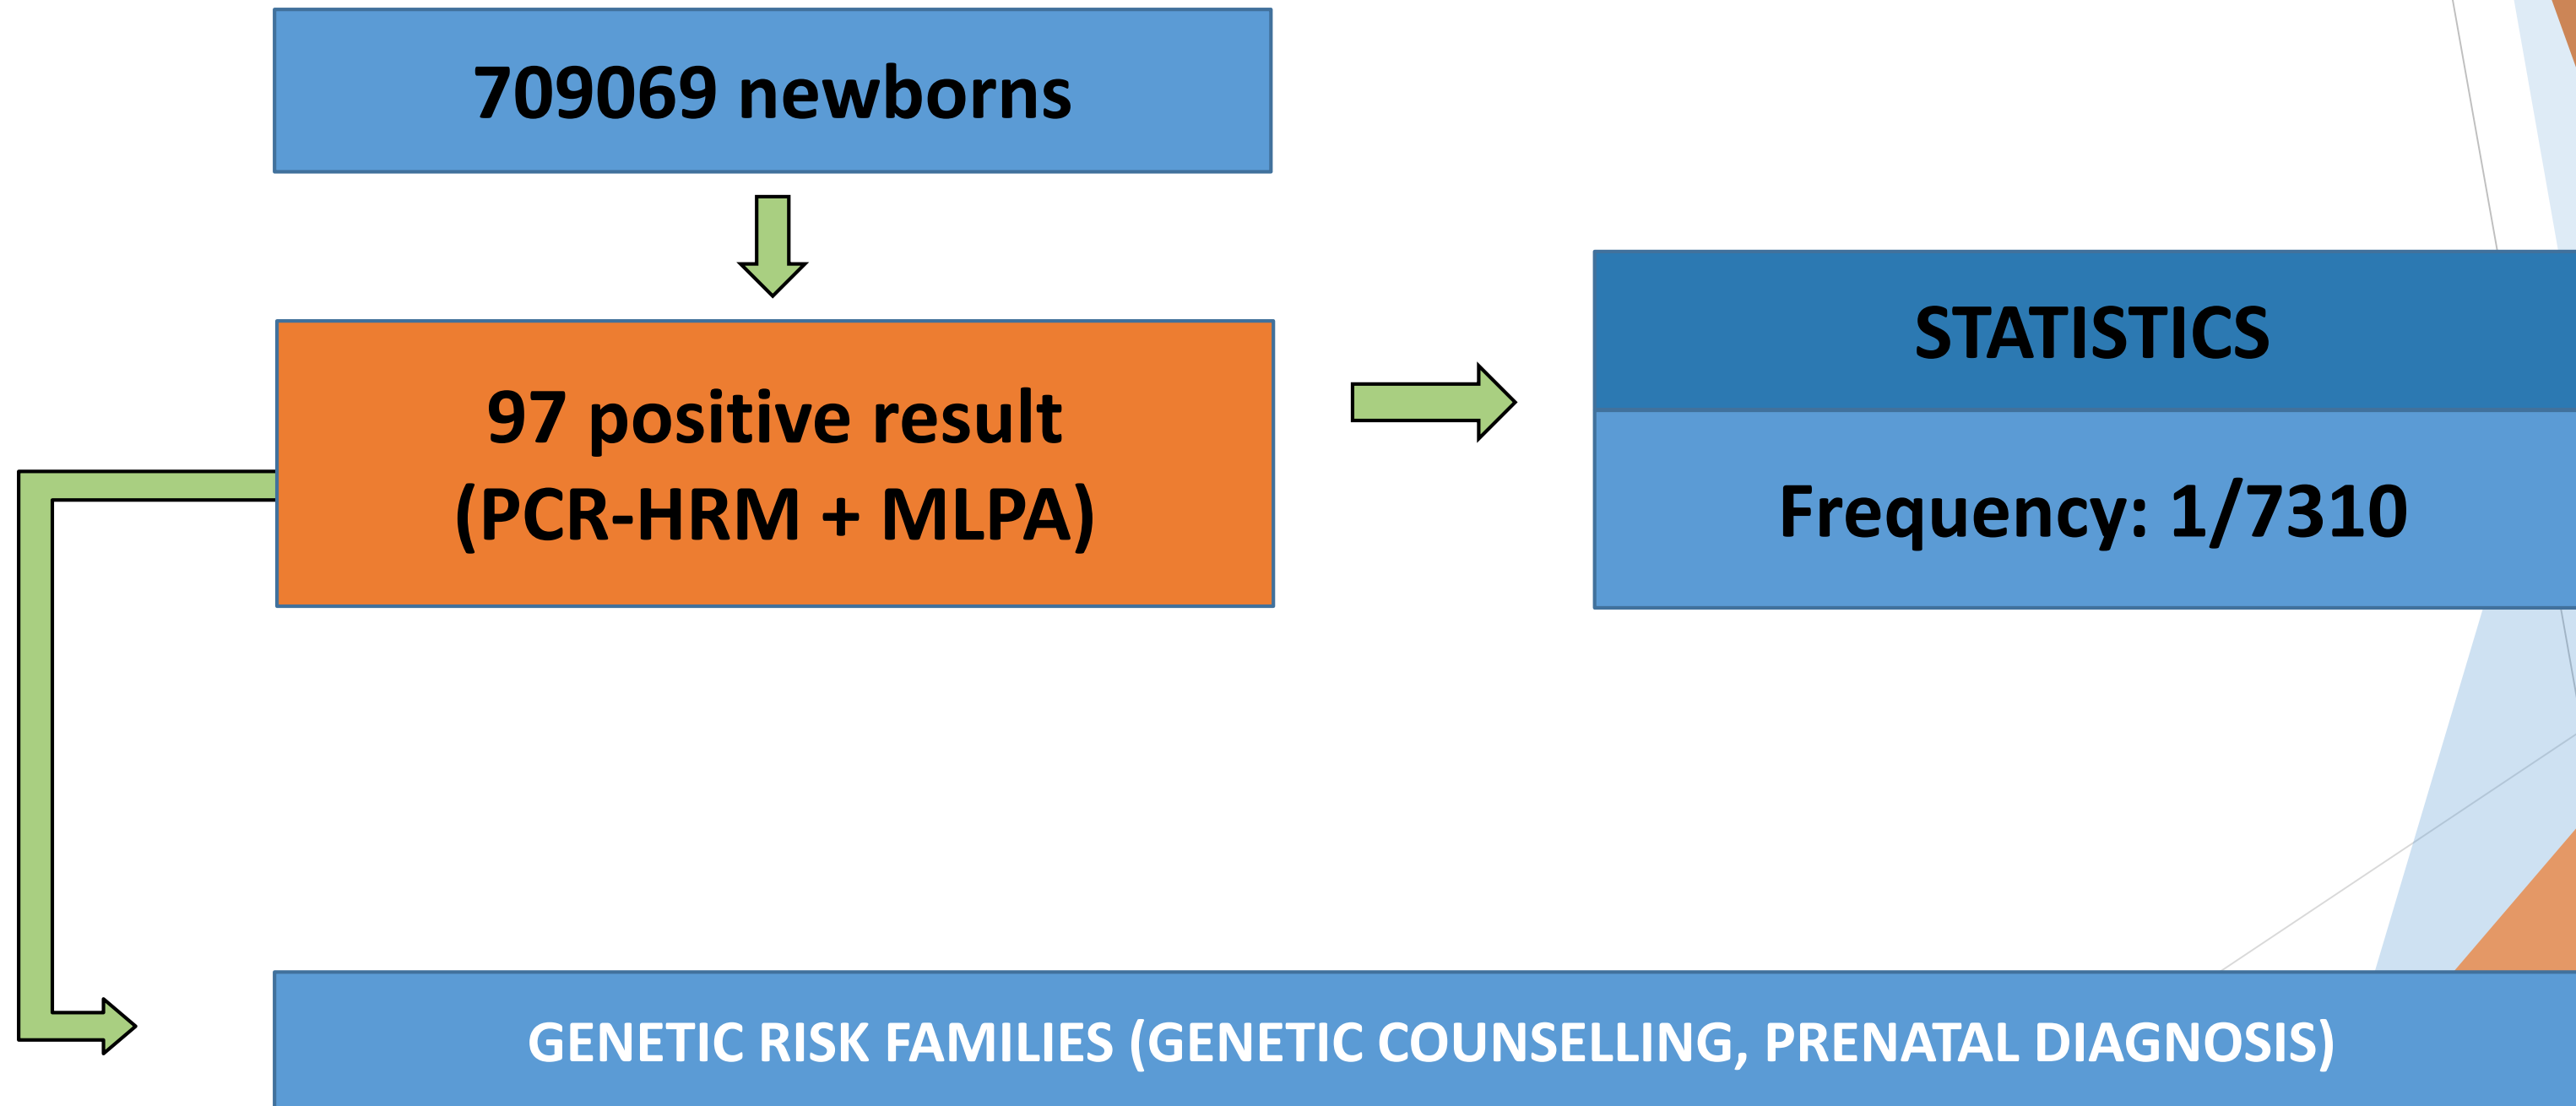 709069 newborns
97 positive result
(PCR-HRM + MLPA)
STATISTICS
Frequency: 1/7310
GENETIC RISK FAMILIES (GENETIC COUNSELLING, PRENATAL DIAGNOSIS)